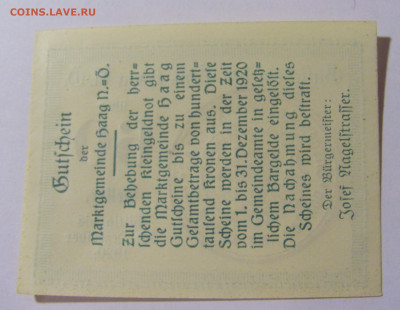 COINS.LAVE.RU
Gutschein
der
Marktgemeinde Haag N.=Ö.
Zur Behebung der herr=
schenden Kleingeldnot gibt
die Marktgemeinde Haag
Gutscheine bis zu einem
Gesamtbetrage von hundert=
tausend Kronen aus. Diese
Scheine werden in der Zeit
vom 1. bis 31. Dezember 1920
im Gemeindeamte in gesetz=
lichem Bargelde eingelöst.
Die Nachahmung dieses
Scheines wird bestraft.
Der Bürgermeister:
Josef Nagelstrasser.